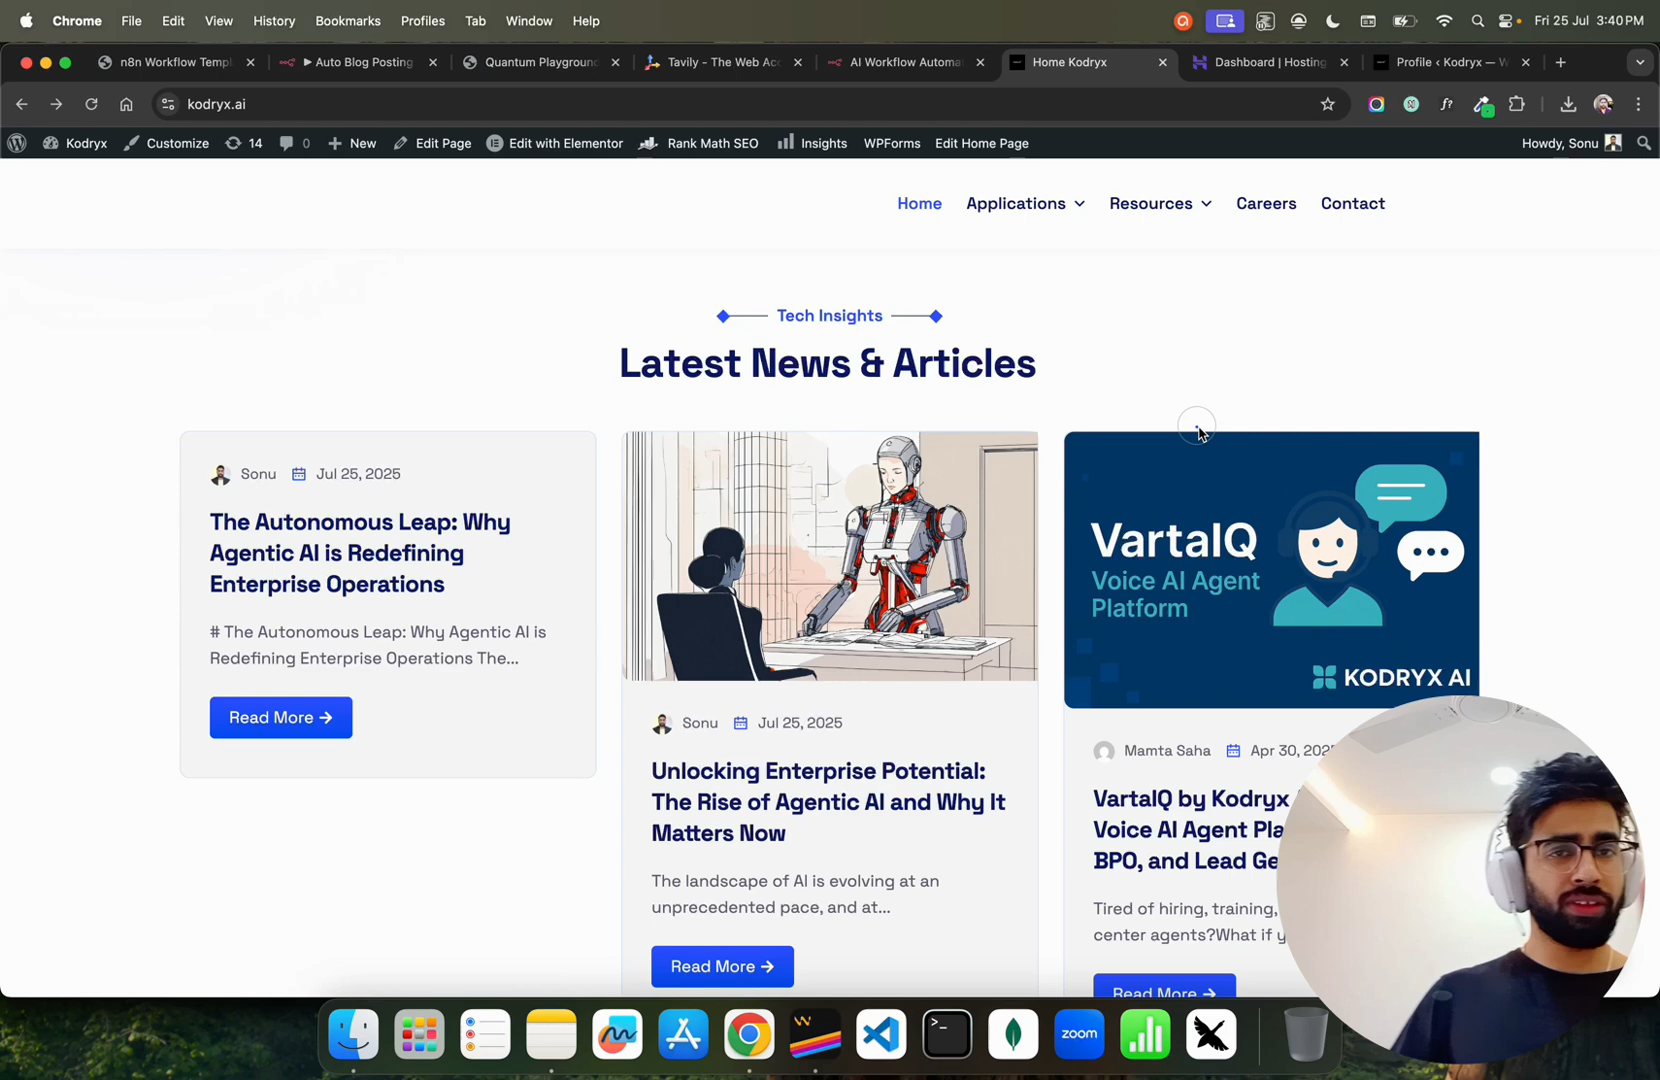 Chrome File Edit View History Bookmarks Profiles Tab Window Help
Fri 25 Jul 3:40PM
n8n Workflow Temp
Auto Blog Posting
Quantum Playground
Tavily - The Web Acc
AI Workflow Automa
Home Kodryx
Dashboard | Hosting
Profile ‹ Kodryx — W
kodryx.ai
Kodryx Customize 14 0 New Edit Page Edit with Elementor Rank Math SEO Insights WPForms Edit Home Page
Howdy, Sonu
Home Applications Resources Careers Contact
Tech Insights
Latest News & Articles
Sonu Jul 25, 2025
The Autonomous Leap: Why
Agentic AI is Redefining
Enterprise Operations
# The Autonomous Leap: Why Agentic AI is
Redefining Enterprise Operations The...
Read More →
Sonu Jul 25, 2025
Unlocking Enterprise Potential:
The Rise of Agentic AI and Why It
Matters Now
The landscape of AI is evolving at an
unprecedented pace, and at...
Read More →
VartaIQ
Voice AI Agent
Platform
KODRYX AI
Mamta Saha Apr 30, 202
VartaIQ by Kodryx
Voice AI Agent Pla
BPO, and Lead Ge
Tired of hiring, training,
center agents?What if y
Read More →
zoom